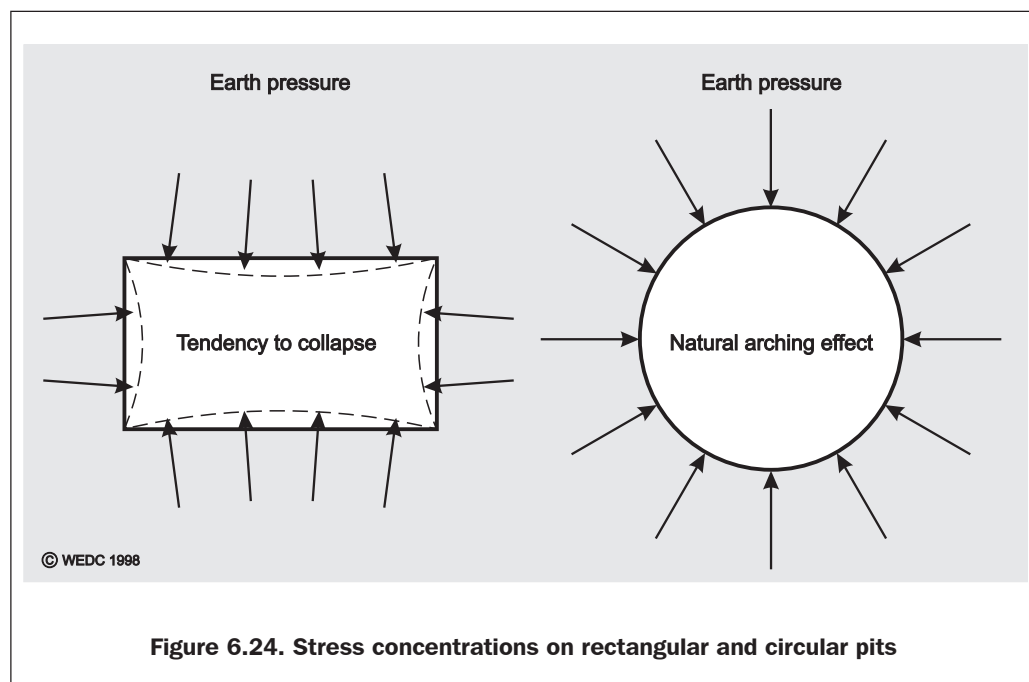 Earth pressure
Earth pressure
Tendency to collapse
Natural arching effect
© WEDC 1998
Figure 6.24. Stress concentrations on rectangular and circular pits